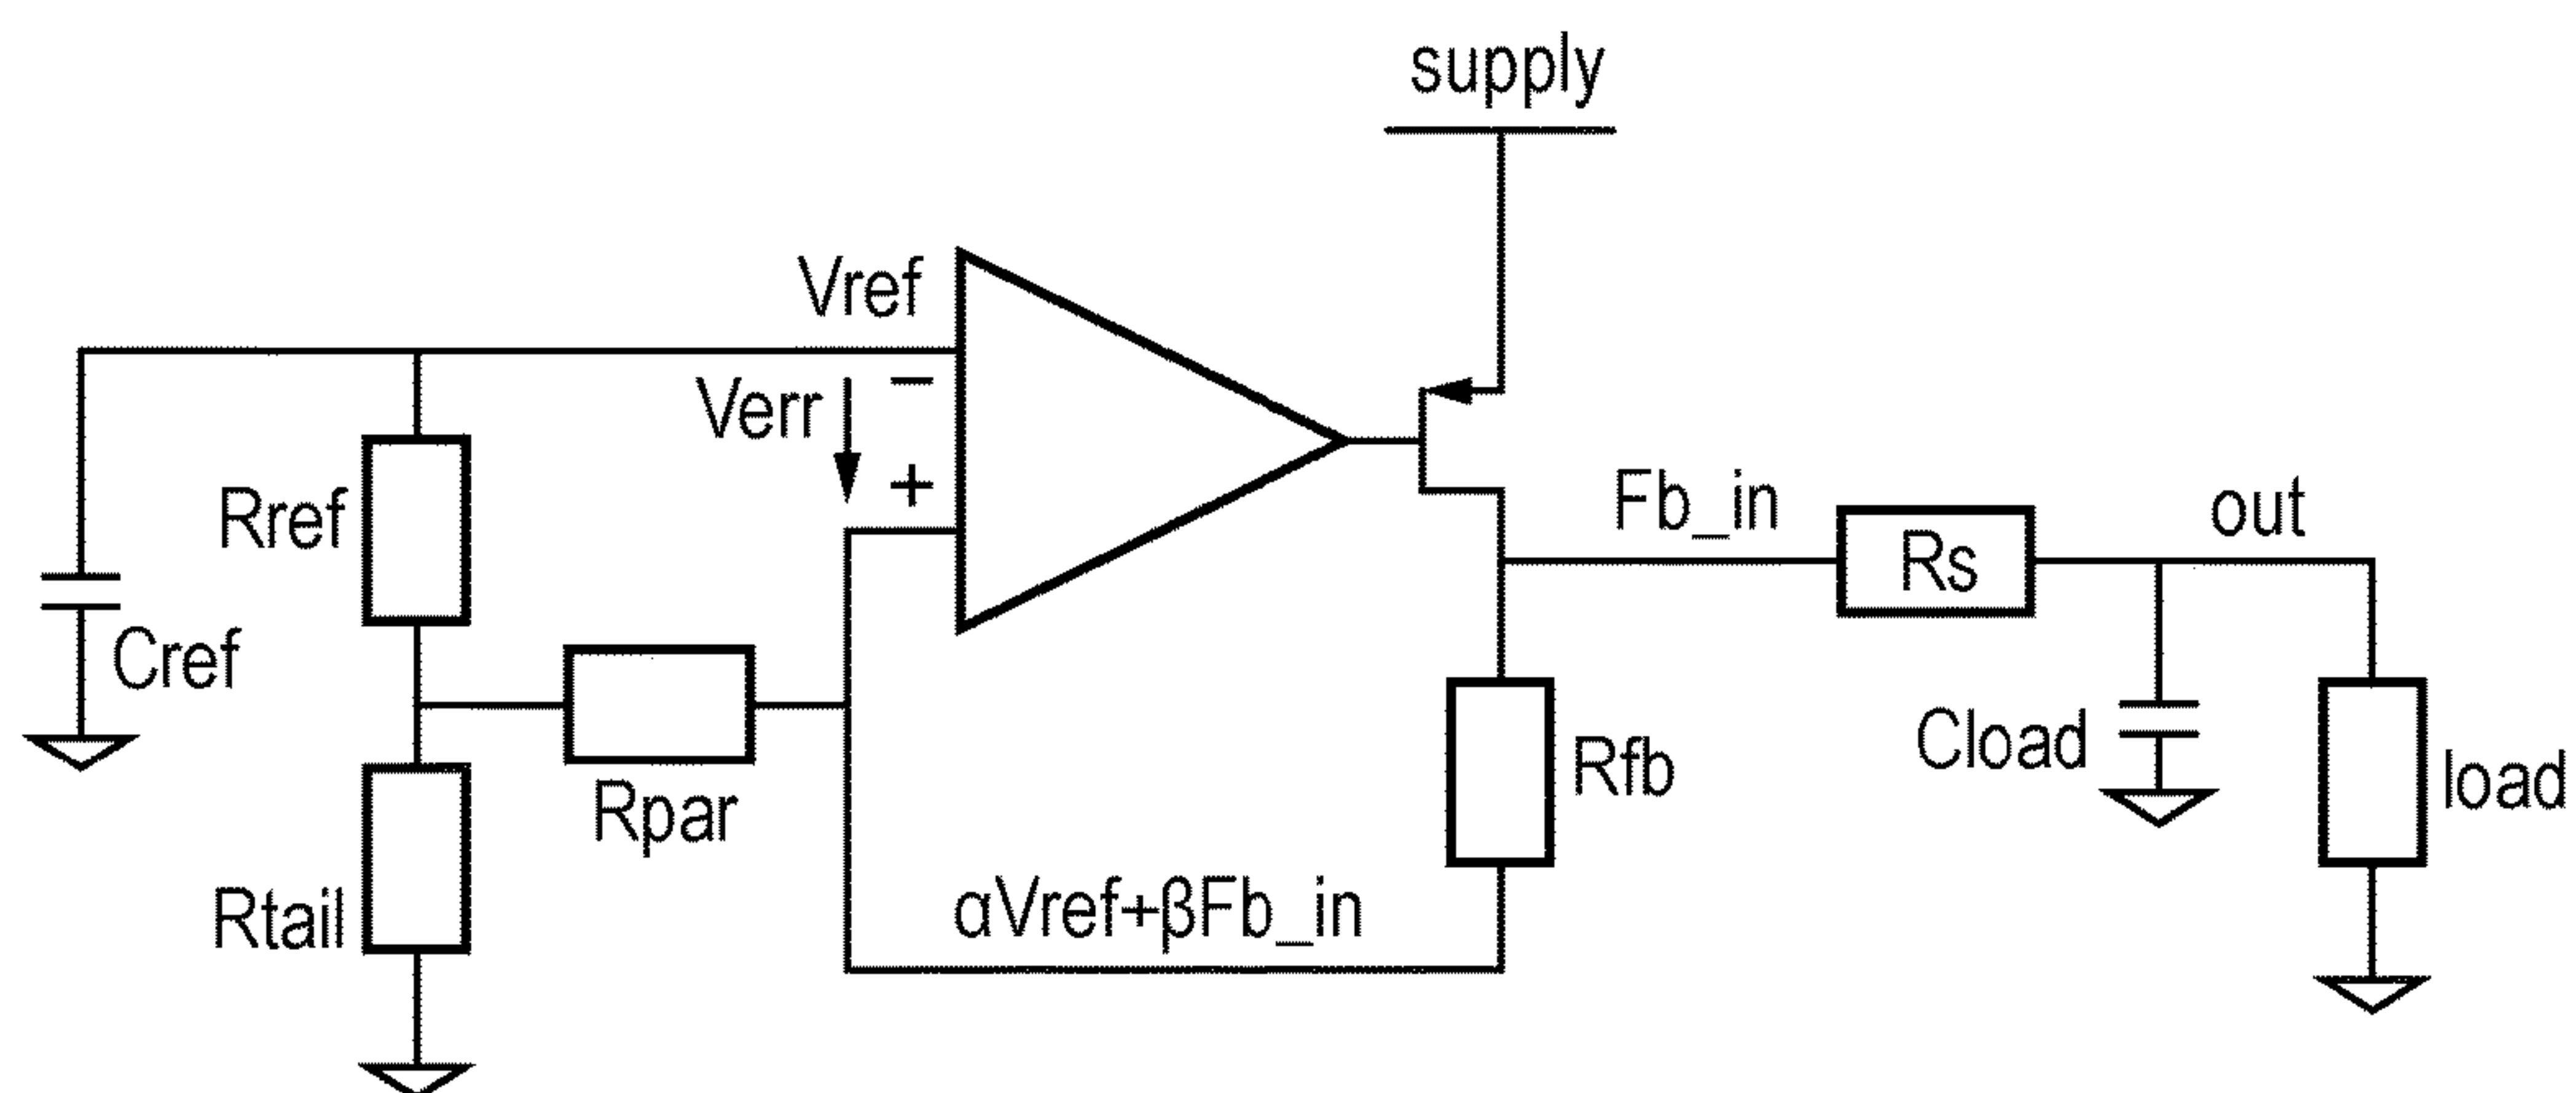 supply
Vref
Verr
−
+
Rref
Cref
Rpar
Rtail
Fb_in
Rs
out
Rfb
Cload
load
αVref+βFb_in